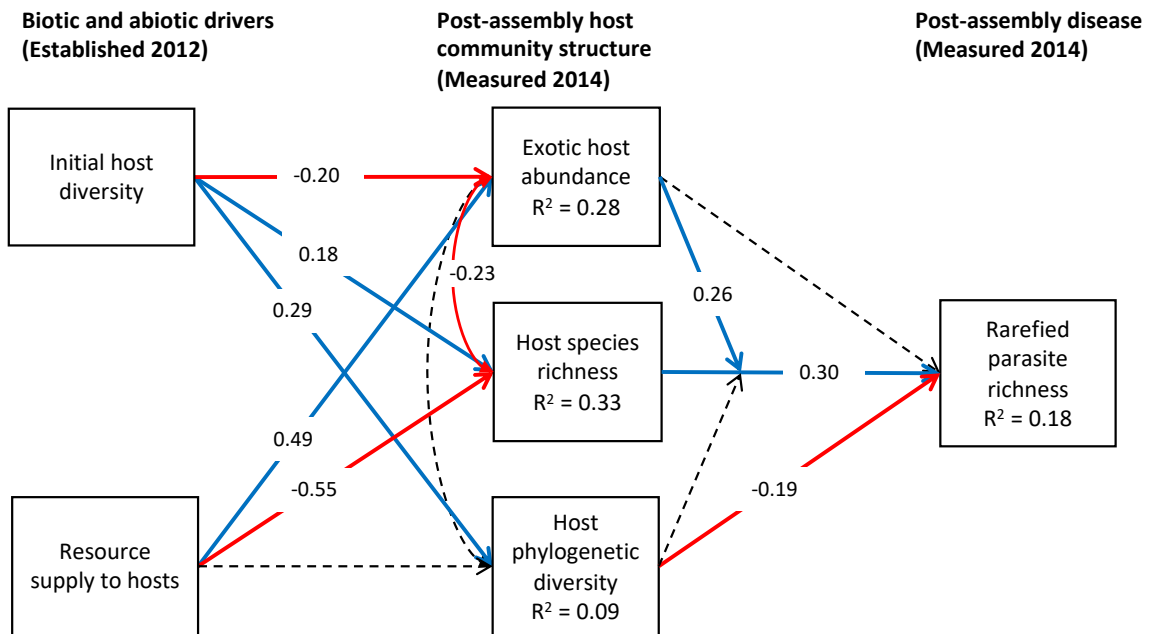 Biotic and abiotic drivers
(Established 2012)
Post-assembly host
community structure
(Measured 2014)
Post-assembly disease
(Measured 2014)
Initial host
diversity
Exotic host
abundance
R² = 0.28
-0.20
0.18
0.29
-0.23
0.26
Host species
richness
R² = 0.33
0.30
Rarefied
parasite
richness
R² = 0.18
0.49
-0.55
-0.19
Resource
supply to hosts
Host
phylogenetic
diversity
R² = 0.09